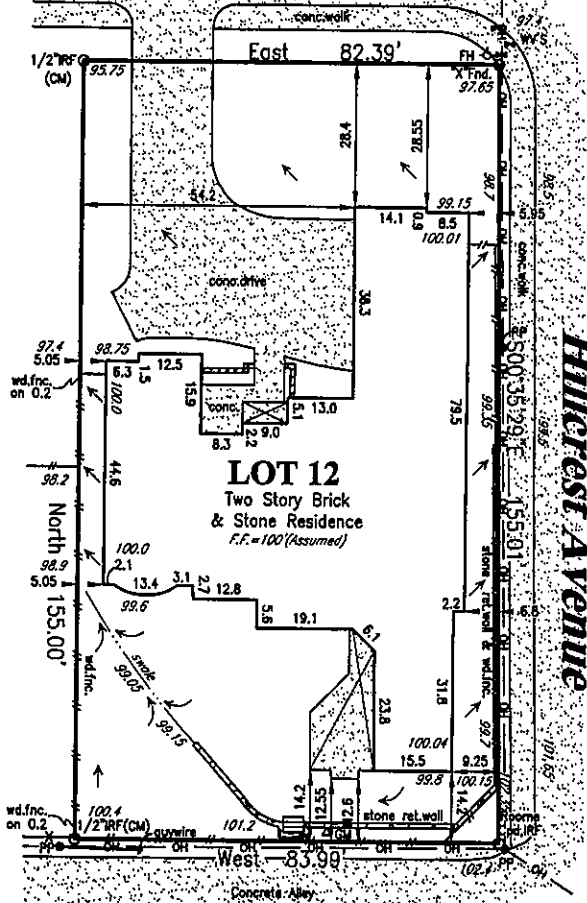 conc.walk
97.4
1/2"IRF
(CM)
East 82.39'
FH
"X"Fnd.
97.65
95.75
OH
28.4
28.55
98.7
98.5
54.2
14.1
0.9
99.15
8.5
5.95
100.01
conc.walk
conc.drive
38.3
97.4
98.75
5.05
6.3
1.5
12.5
wd.fnc.
on 0.2
100.0
15.9
conc.
5.1
13.0
8.3
2.2
9.0
79.5
S00°35'29"E 155.01'
Hillcrest Avenue
44.6
98.2
LOT 12
Two Story Brick
& Stone Residence
F.F.=100'(Assumed)
North 155.00'
98.9
100.0
2.1
5.05
13.4
3.1
2.7
12.8
99.6
5.6
19.1
6.1
2.2
6.8
stone ret.wall & wd.fnc.
wd.fnc.
swale
99.05
99.15
23.8
31.8
99.7
100.04
15.5
9.25
99.8
100.15
101.65
14.2
12.55
12.6
wd.fnc.
on 0.2
100.4
1/2"IRF(CM)
guywire
101.2
stone ret.wall
PP
OH
OH
OH
OH
West 83.99
PP
102.4
OH
Concrete Alley